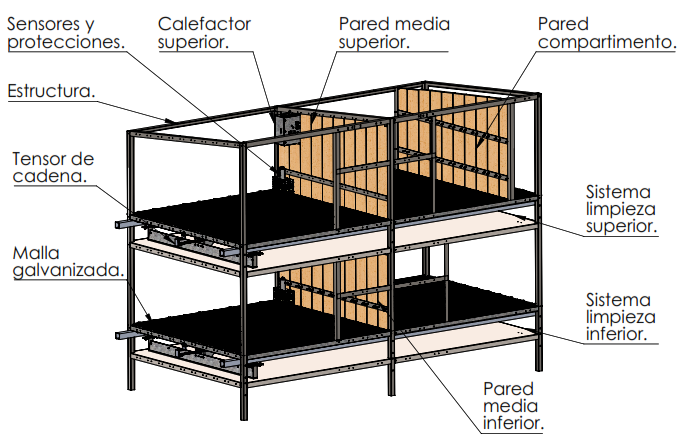 Sensores y
protecciones.
Calefactor
superior.
Pared media
superior.
Pared
compartimento.
Estructura.
Tensor de
cadena.
Sistema
limpieza
superior.
Malla
galvanizada.
Sistema
limpieza
inferior.
Pared
media
inferior.